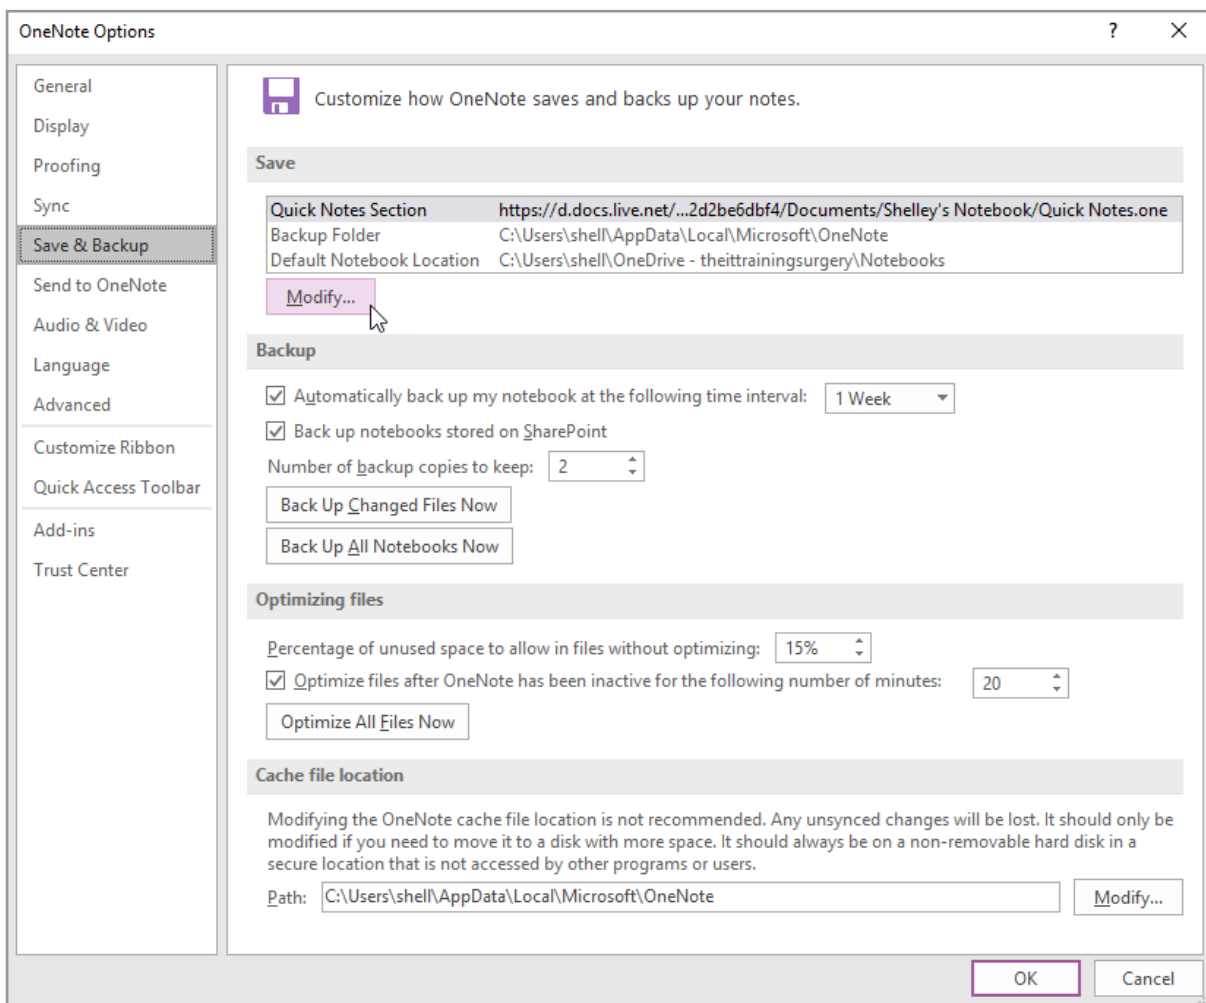 OneNote Options
?
General
Display
Proofing
Sync
Save & Backup
Send to OneNote
Audio & Video
Language
Advanced
Customize Ribbon
Quick Access Toolbar
Add-ins
Trust Center
Customize how OneNote saves and backs up your notes.
Save
Quick Notes Section https://d.docs.live.net/...2d2be6dbf4/Documents/Shelley's Notebook/Quick Notes.one
Backup Folder C:\Users\shell\AppData\Local\Microsoft\OneNote
Default Notebook Location C:\Users\shell\OneDrive - theittrainingsurgery\Notebooks
Modify...
Backup
Automatically back up my notebook at the following time interval: 1 Week
Back up notebooks stored on SharePoint
Number of backup copies to keep: 2
Back Up Changed Files Now
Back Up All Notebooks Now
Optimizing files
Percentage of unused space to allow in files without optimizing: 15%
Optimize files after OneNote has been inactive for the following number of minutes: 20
Optimize All Files Now
Cache file location
Modifying the OneNote cache file location is not recommended. Any unsynced changes will be lost. It should only be
modified if you need to move it to a disk with more space. It should always be on a non-removable hard disk in a
secure location that is not accessed by other programs or users.
Path: C:\Users\shell\AppData\Local\Microsoft\OneNote Modify...
OK Cancel